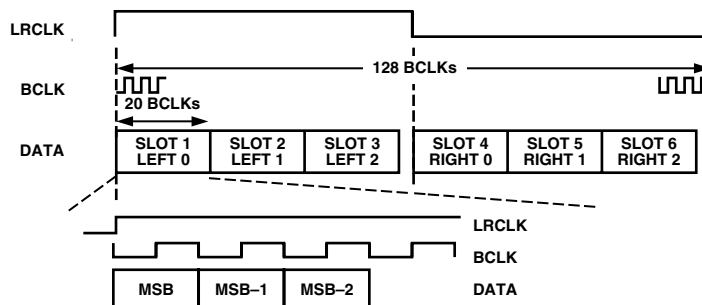 LRCLK
128 BCLKs
BCLK
20 BCLKs
DATA
SLOT 1
LEFT 0
SLOT 2
LEFT 1
SLOT 3
LEFT 2
SLOT 4
RIGHT 0
SLOT 5
RIGHT 1
SLOT 6
RIGHT 2
LRCLK
BCLK
MSB
MSB–1
MSB–2
DATA